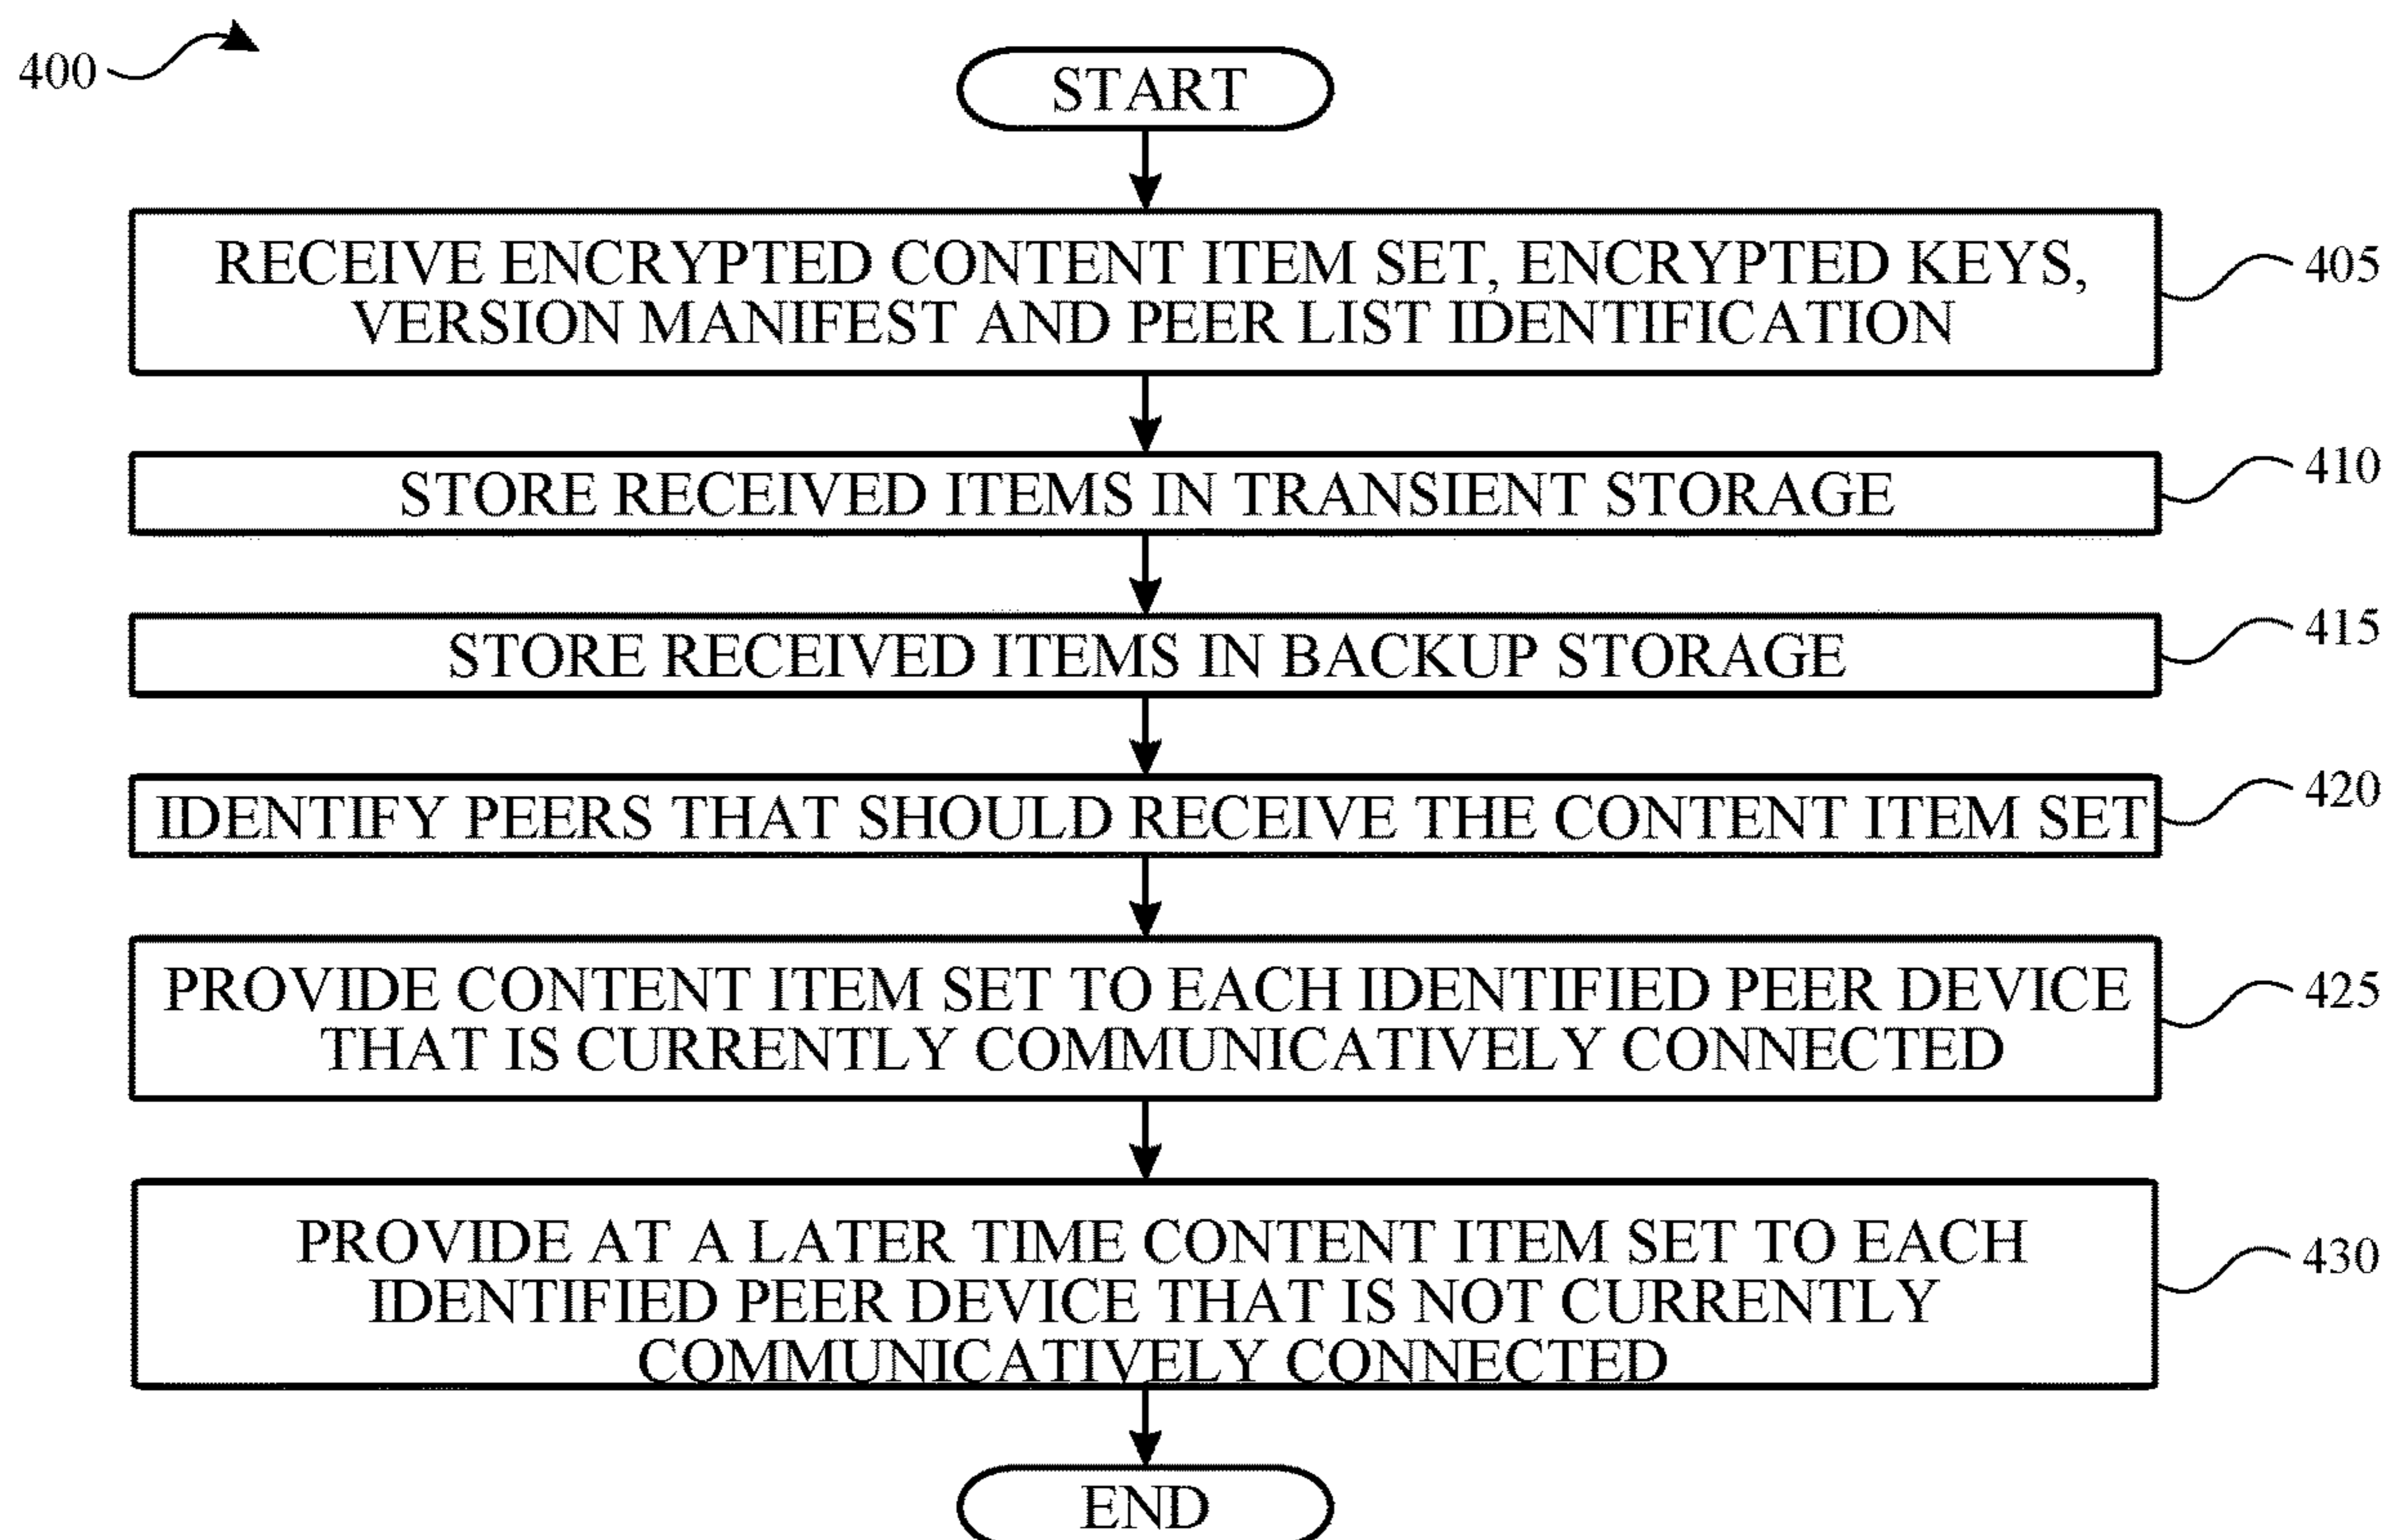 400
START
RECEIVE ENCRYPTED CONTENT ITEM SET, ENCRYPTED KEYS,
VERSION MANIFEST AND PEER LIST IDENTIFICATION
405
STORE RECEIVED ITEMS IN TRANSIENT STORAGE
410
STORE RECEIVED ITEMS IN BACKUP STORAGE
415
IDENTIFY PEERS THAT SHOULD RECEIVE THE CONTENT ITEM SET
420
PROVIDE CONTENT ITEM SET TO EACH IDENTIFIED PEER DEVICE
THAT IS CURRENTLY COMMUNICATIVELY CONNECTED
425
PROVIDE AT A LATER TIME CONTENT ITEM SET TO EACH
IDENTIFIED PEER DEVICE THAT IS NOT CURRENTLY
COMMUNICATIVELY CONNECTED
430
END